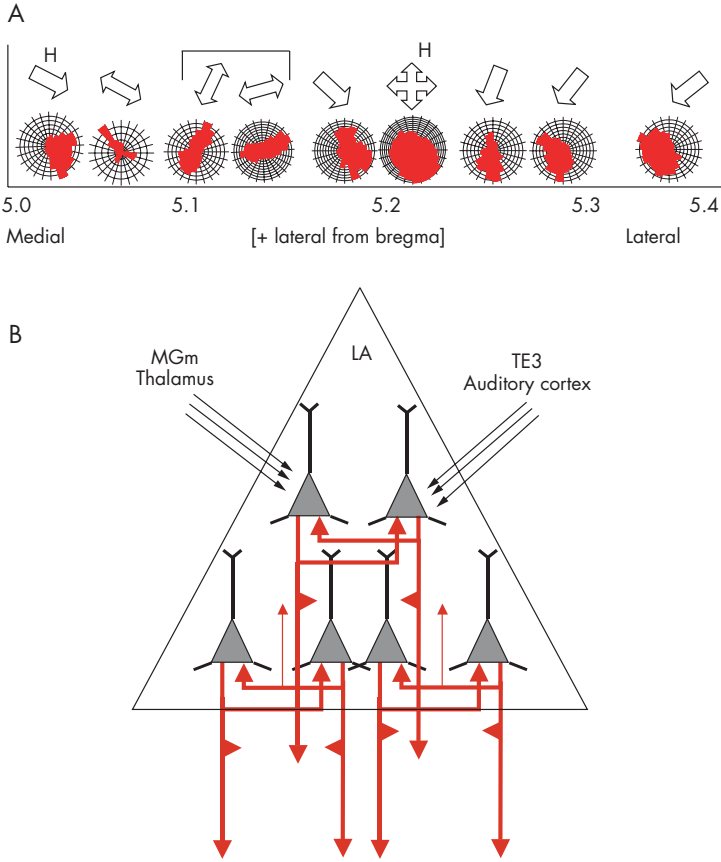 A
H
H
5.0
5.1
5.2
5.3
5.4
Medial
[+ lateral from bregma]
Lateral
B
LA
MGm
Thalamus
TE3
Auditory cortex